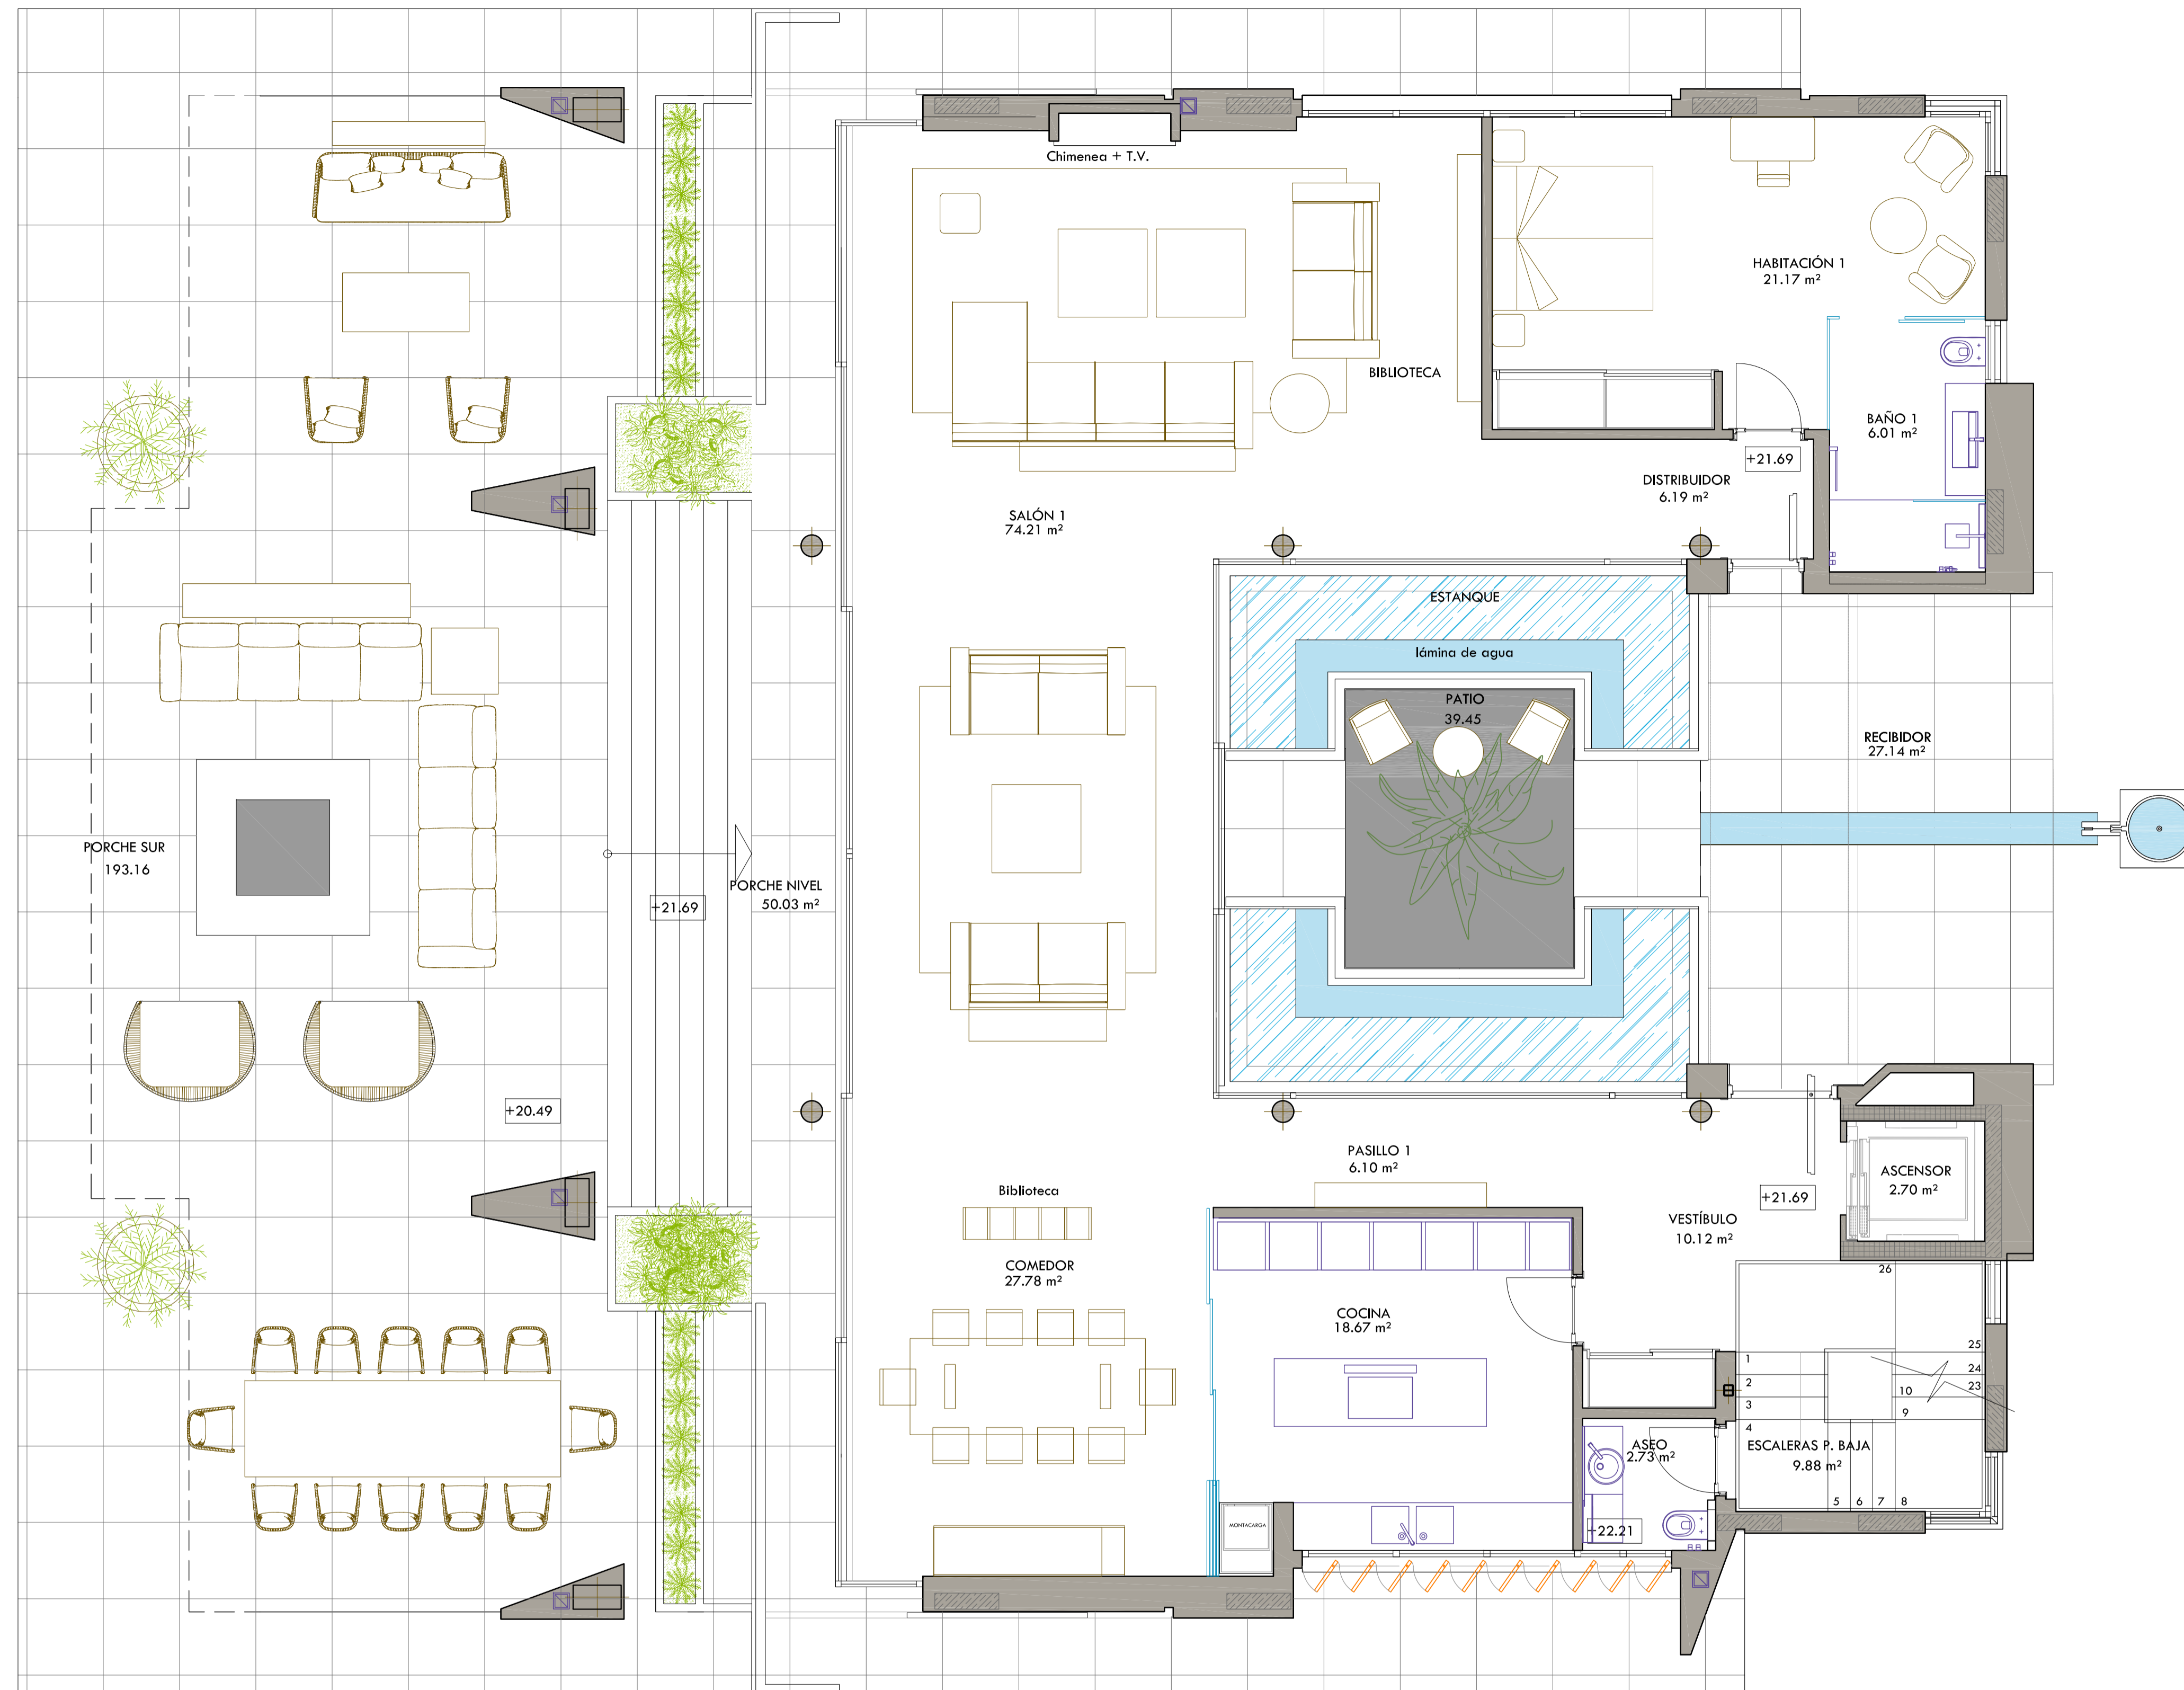 Chimenea + T.V.
HABITACIÓN 1
21.17 m²
BIBLIOTECA
BAÑO 1
6.01 m²
+21.69
DISTRIBUIDOR
6.19 m²
SALÓN 1
74.21 m²
ESTANQUE
lámina de agua
PATIO
39.45
RECIBIDOR
27.14 m²
PORCHE SUR
193.16
PORCHE NIVEL
50.03 m²
+21.69
+20.49
PASILLO 1
6.10 m²
ASCENSOR
2.70 m²
+21.69
Biblioteca
VESTÍBULO
10.12 m²
COMEDOR
27.78 m²
26
COCINA
18.67 m²
25
1
24
2
23
10
3
9
4
ASEO
2.73 m²
ESCALERAS P. BAJA
9.88 m²
5 6 7 8
MONTACARGA
+22.21